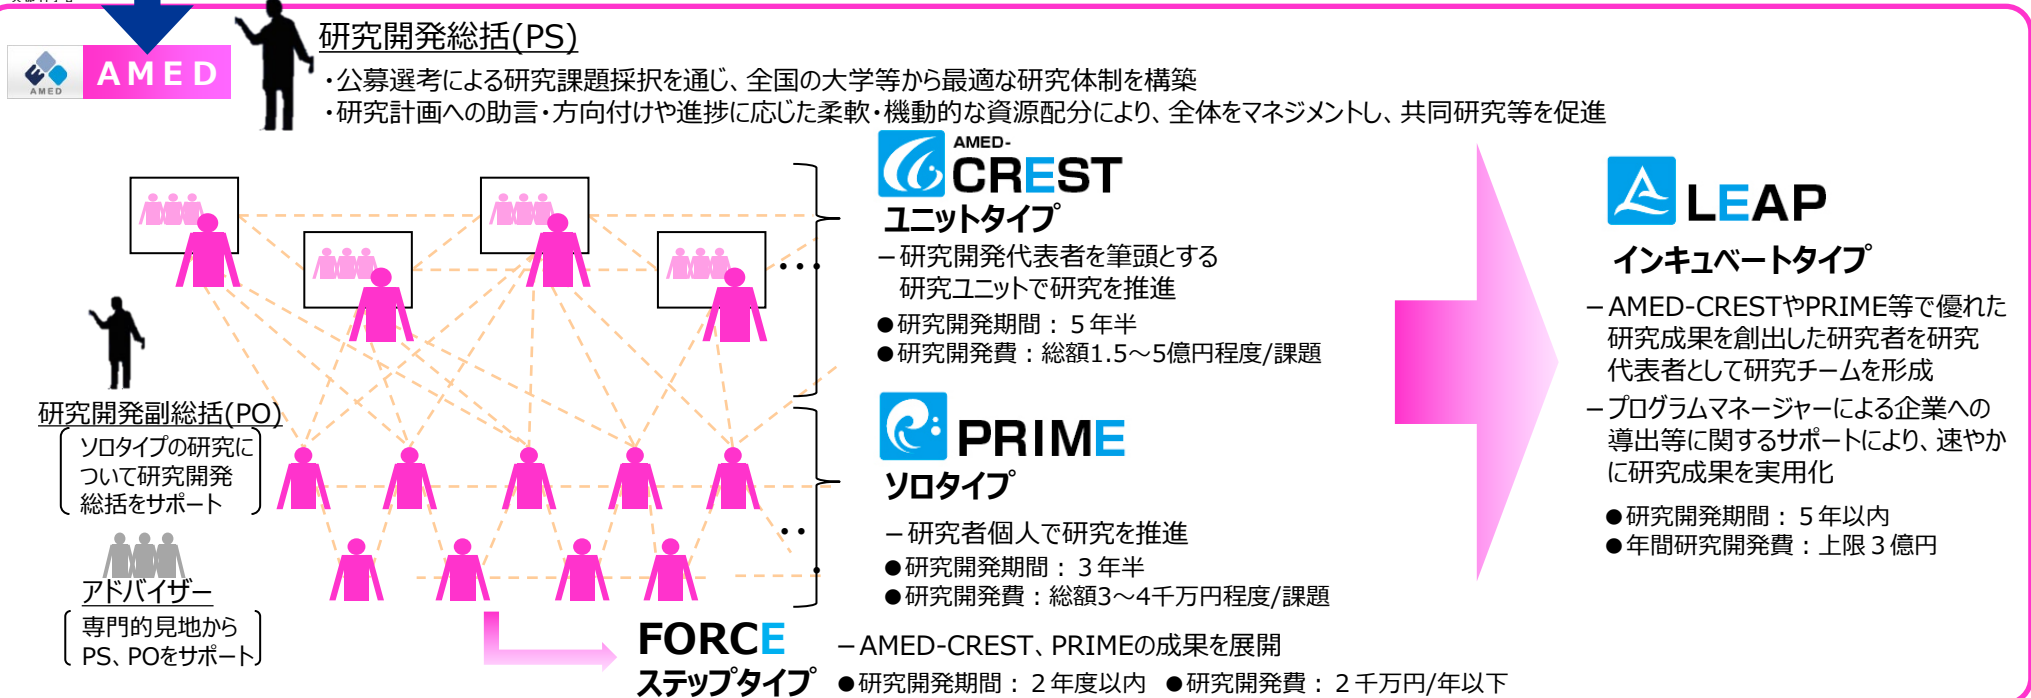 AMED
AMED
研究開発総括(PS)
・公募選考による研究課題採択を通じ、全国の大学等から最適な研究体制を構築
・研究計画への助言・方向付けや進捗に応じた柔軟・機動的な資源配分により、全体をマネジメントし、共同研究等を促進
AMED-
CREST
ユニットタイプ
－研究開発代表者を筆頭とする
研究ユニットで研究を推進
●研究開発期間：５年半
●研究開発費：総額1.5～5億円程度/課題
研究開発副総括(PO)
ソロタイプの研究に
ついて研究開発
総括をサポート
アドバイザー
専門的見地から
PS、POをサポート
PRIME
ソロタイプ
－研究者個人で研究を推進
●研究開発期間：３年半
●研究開発費：総額3～4千万円程度/課題
FORCE
ステップタイプ
－AMED-CREST、PRIMEの成果を展開
●研究開発期間：２年度以内 ●研究開発費：２千万円/年以下
LEAP
インキュベートタイプ
－AMED-CRESTやPRIME等で優れた
研究成果を創出した研究者を研究
代表者として研究チームを形成
－プログラムマネージャーによる企業への
導出等に関するサポートにより、速やか
に研究成果を実用化
●研究開発期間：５年以内
●年間研究開発費：上限３億円